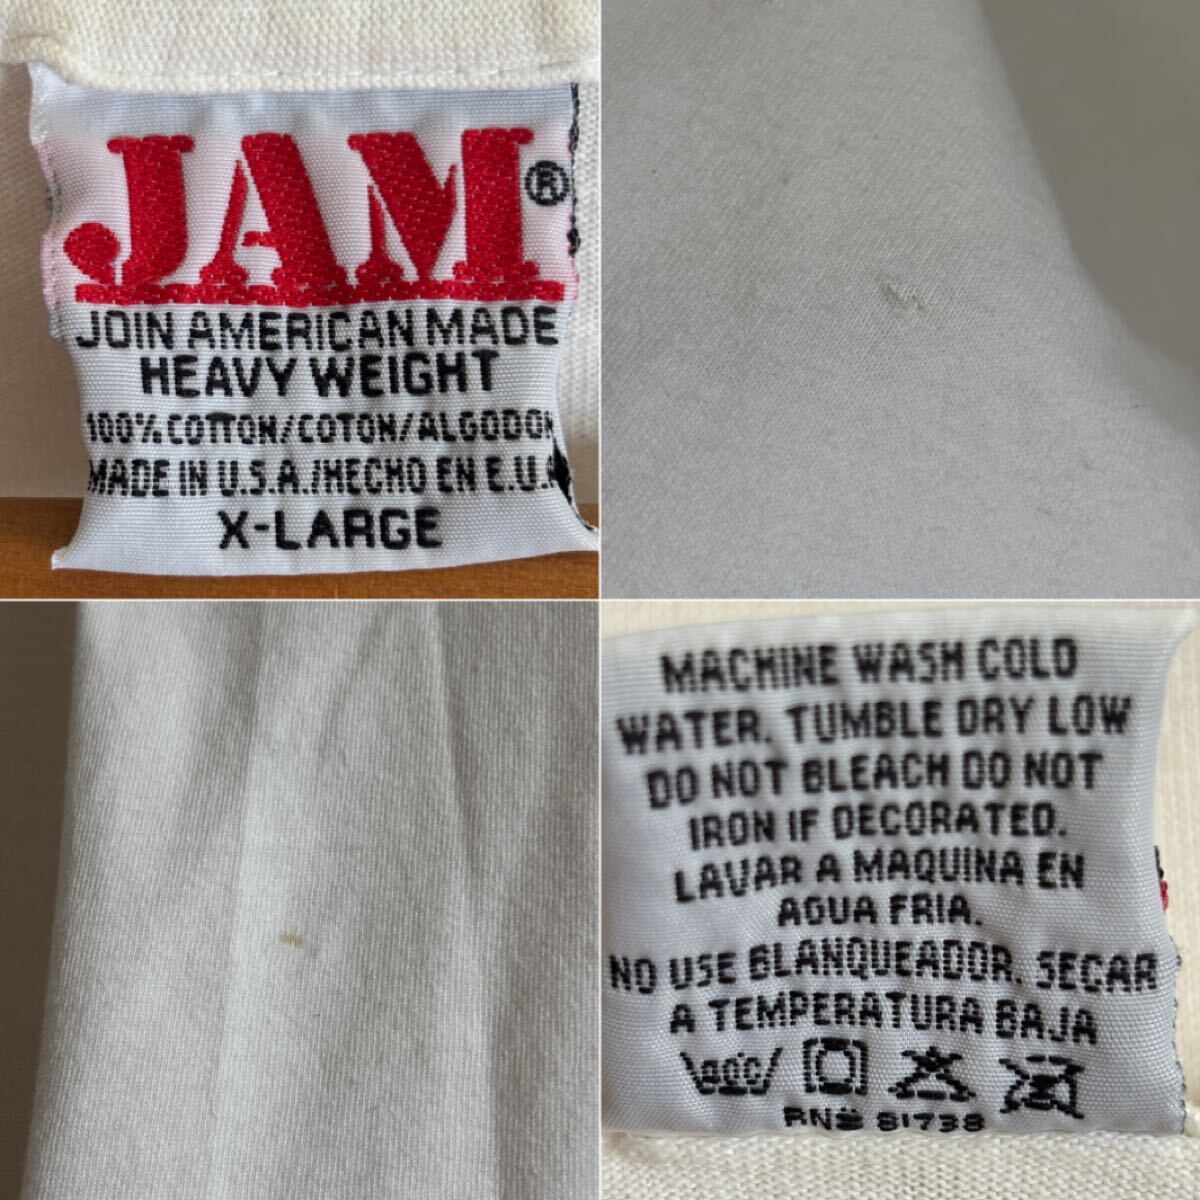 JAM®
JOIN AMERICAN MADE
HEAVY WEIGHT
100% COTTON/COTON/ALGODON
MADE IN U.S.A./HECHO EN E.U.A
X-LARGE
MACHINE WASH COLD
WATER. TUMBLE DRY LOW
DO NOT BLEACH DO NOT
IRON IF DECORATED.
LAVAR A MAQUINA EN
AGUA FRIA.
NO USE BLANQUEADOR. SECAR
A TEMPERATURA BAJA
RN# 81738